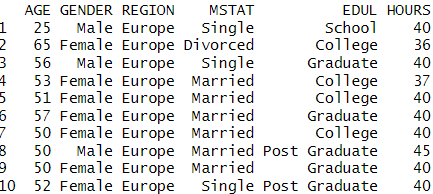 AGE GENDER REGION MSTAT EDUL HOURS
1 25 Male Europe Single School 40
2 65 Female Europe Divorced College 36
3 56 Male Europe Single Graduate 40
4 53 Female Europe Married College 37
5 51 Female Europe Married College 40
6 57 Female Europe Married Graduate 40
7 50 Female Europe Married College 40
8 50 Male Europe Married Post Graduate 45
9 50 Female Europe Married Graduate 40
10 52 Female Europe Single Post Graduate 40